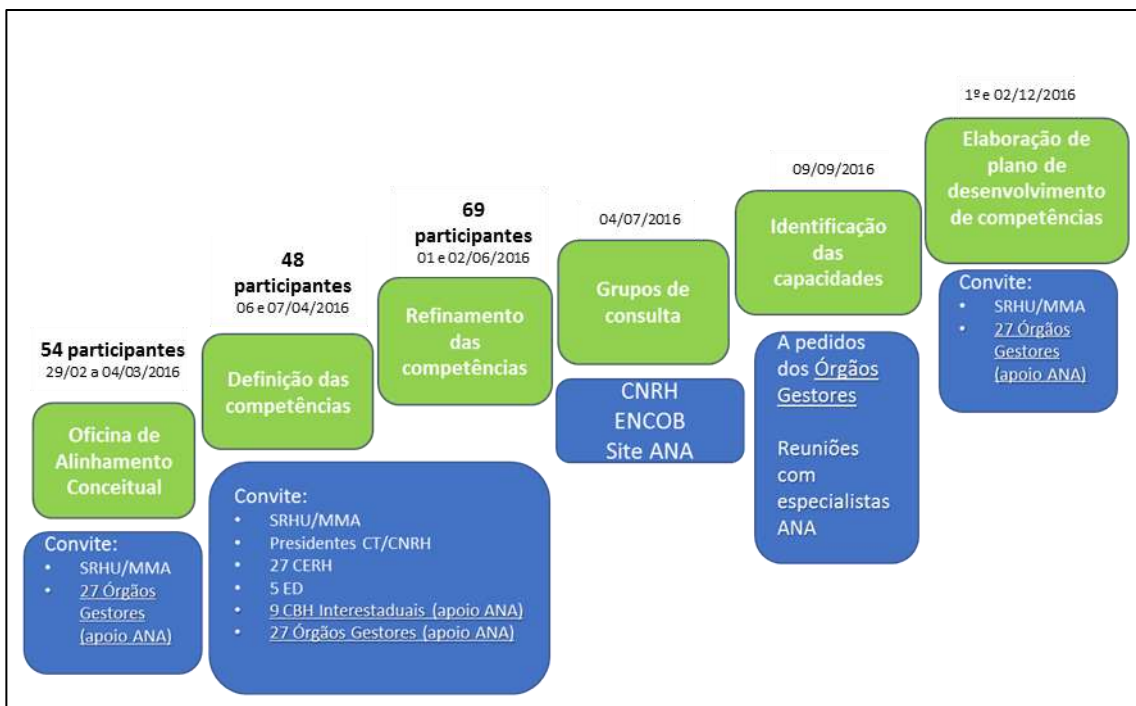 54 participantes
29/02 a 04/03/2016
Oficina de
Alinhamento
Conceitual
Convite:
• SRHU/MMA
• 27 Órgãos
Gestores
(apoio ANA)
48
participantes
06 e 07/04/2016
Definição das
competências
69
participantes
01 e 02/06/2016
Refinamento
das
competências
Convite:
• SRHU/MMA
• Presidentes CT/CNRH
• 27 CERH
• 5 ED
• 9 CBH Interestaduais (apoio ANA)
• 27 Órgãos Gestores (apoio ANA)
04/07/2016
Grupos de
consulta
CNRH
ENCOB
Site ANA
09/09/2016
Identificação
das
capacidades
A pedidos
dos Órgãos
Gestores
Reuniões
com
especialistas
ANA
1º e 02/12/2016
Elaboração de
plano de
desenvolvimento
de competências
Convite:
• SRHU/MMA
• 27 Órgãos
Gestores
(apoio ANA)